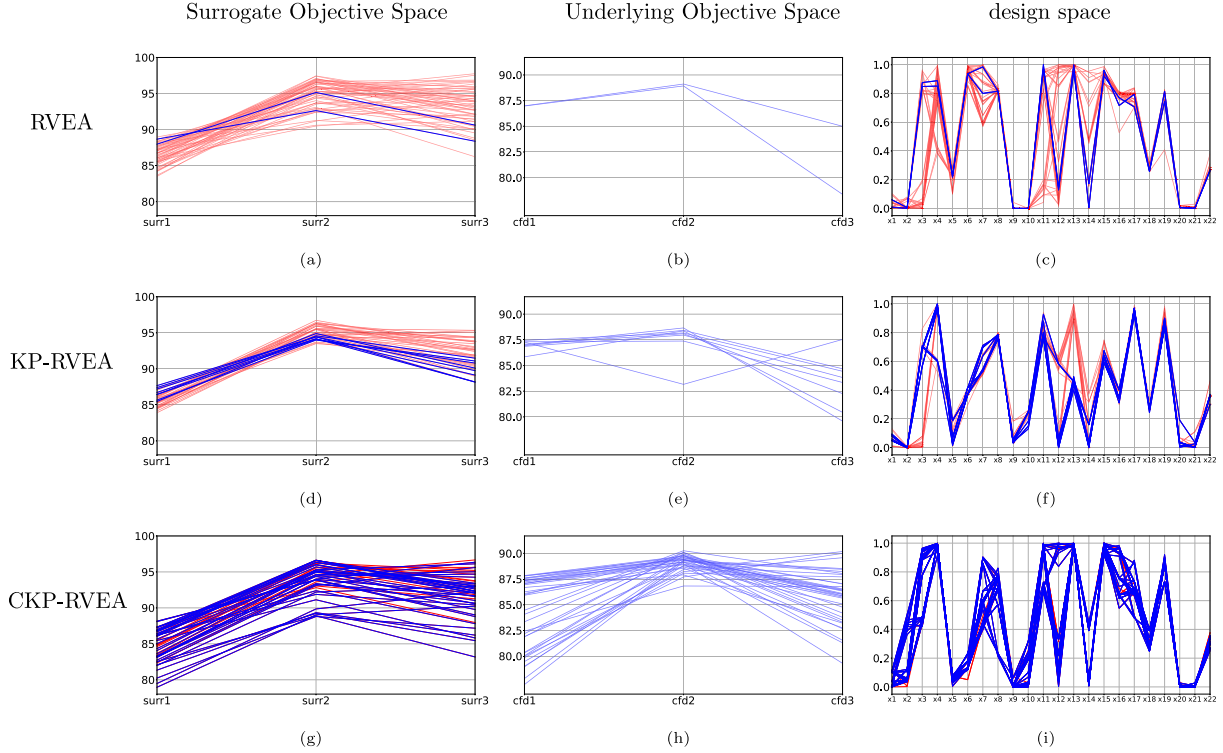 Surrogate Objective Space Underlying Objective Space design space
RVEA
100
95
90
85
80
surr1 surr2 surr3
(a)
90.0
87.5
85.0
82.5
80.0
cfd1 cfd2 cfd3
(b)
1.0
0.8
0.6
0.4
0.2
0.0
x1 x2 x3 x4 x5 x6 x7 x8 x9 x10 x11 x12 x13 x14 x15 x16 x17 x18 x19 x20 x21 x22
(c)
KP-RVEA
100
95
90
85
80
surr1 surr2 surr3
(d)
90.0
87.5
85.0
82.5
80.0
cfd1 cfd2 cfd3
(e)
1.0
0.8
0.6
0.4
0.2
0.0
x1 x2 x3 x4 x5 x6 x7 x8 x9 x10 x11 x12 x13 x14 x15 x16 x17 x18 x19 x20 x21 x22
(f)
CKP-RVEA
100
95
90
85
80
surr1 surr2 surr3
(g)
90.0
87.5
85.0
82.5
80.0
cfd1 cfd2 cfd3
(h)
1.0
0.8
0.6
0.4
0.2
0.0
x1 x2 x3 x4 x5 x6 x7 x8 x9 x10 x11 x12 x13 x14 x15 x16 x17 x18 x19 x20 x21 x22
(i)